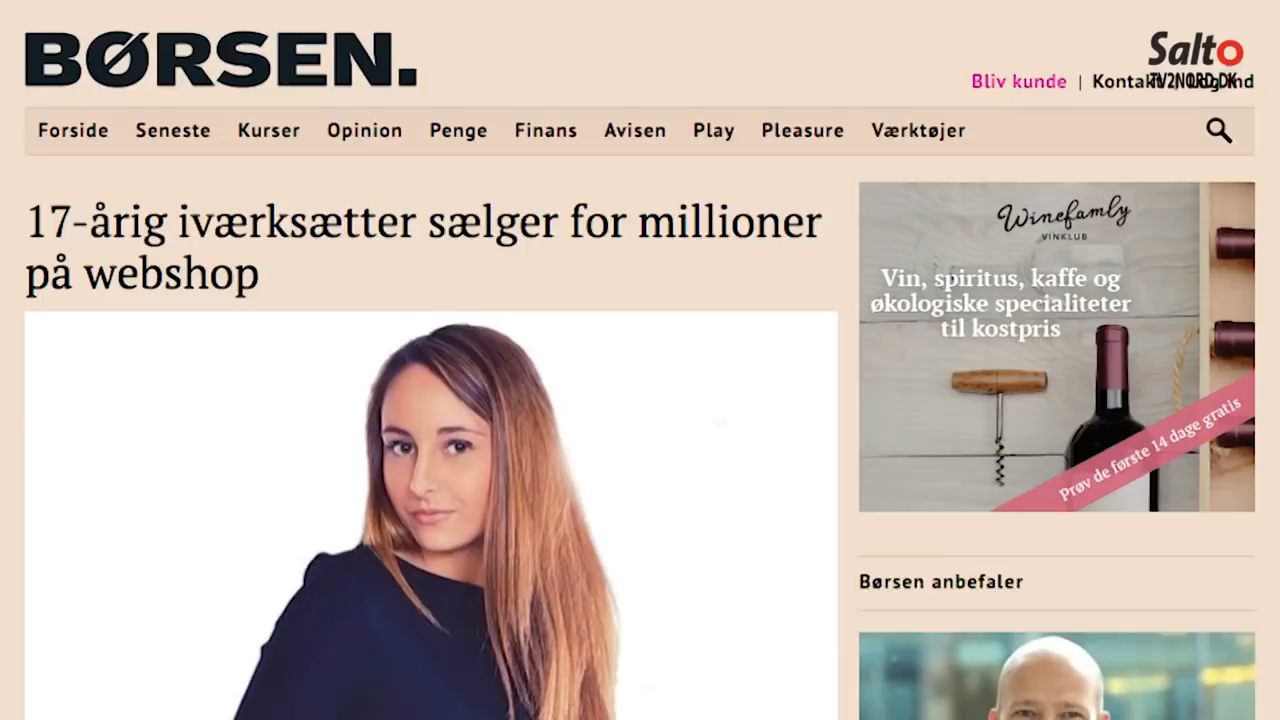 BØRSEN.
Salto
TV2NORD.DK
Bliv kunde | Kontakt | Log ind
Forside Seneste Kurser Opinion Penge Finans Avisen Play Pleasure Værktøjer
17-årig iværksætter sælger for millioner
på webshop
Winefamly
VINKLUB
Vin, spiritus, kaffe og
økologiske specialiteter
til kostpris
Prøv de første 14 dage gratis
Børsen anbefaler